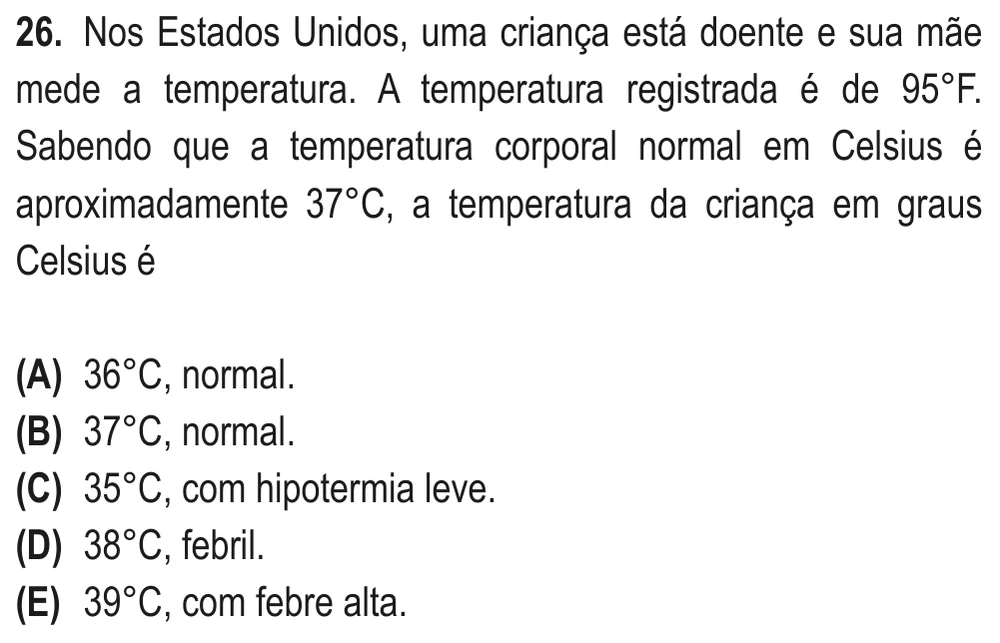 26. Nos Estados Unidos, uma criança está doente e sua mãe
mede a temperatura. A temperatura registrada é de 95°F.
Sabendo que a temperatura corporal normal em Celsius é
aproximadamente 37°C, a temperatura da criança em graus
Celsius é
(A) 36°C, normal.
(B) 37°C, normal.
(C) 35°C, com hipotermia leve.
(D) 38°C, febril.
(E) 39°C, com febre alta.